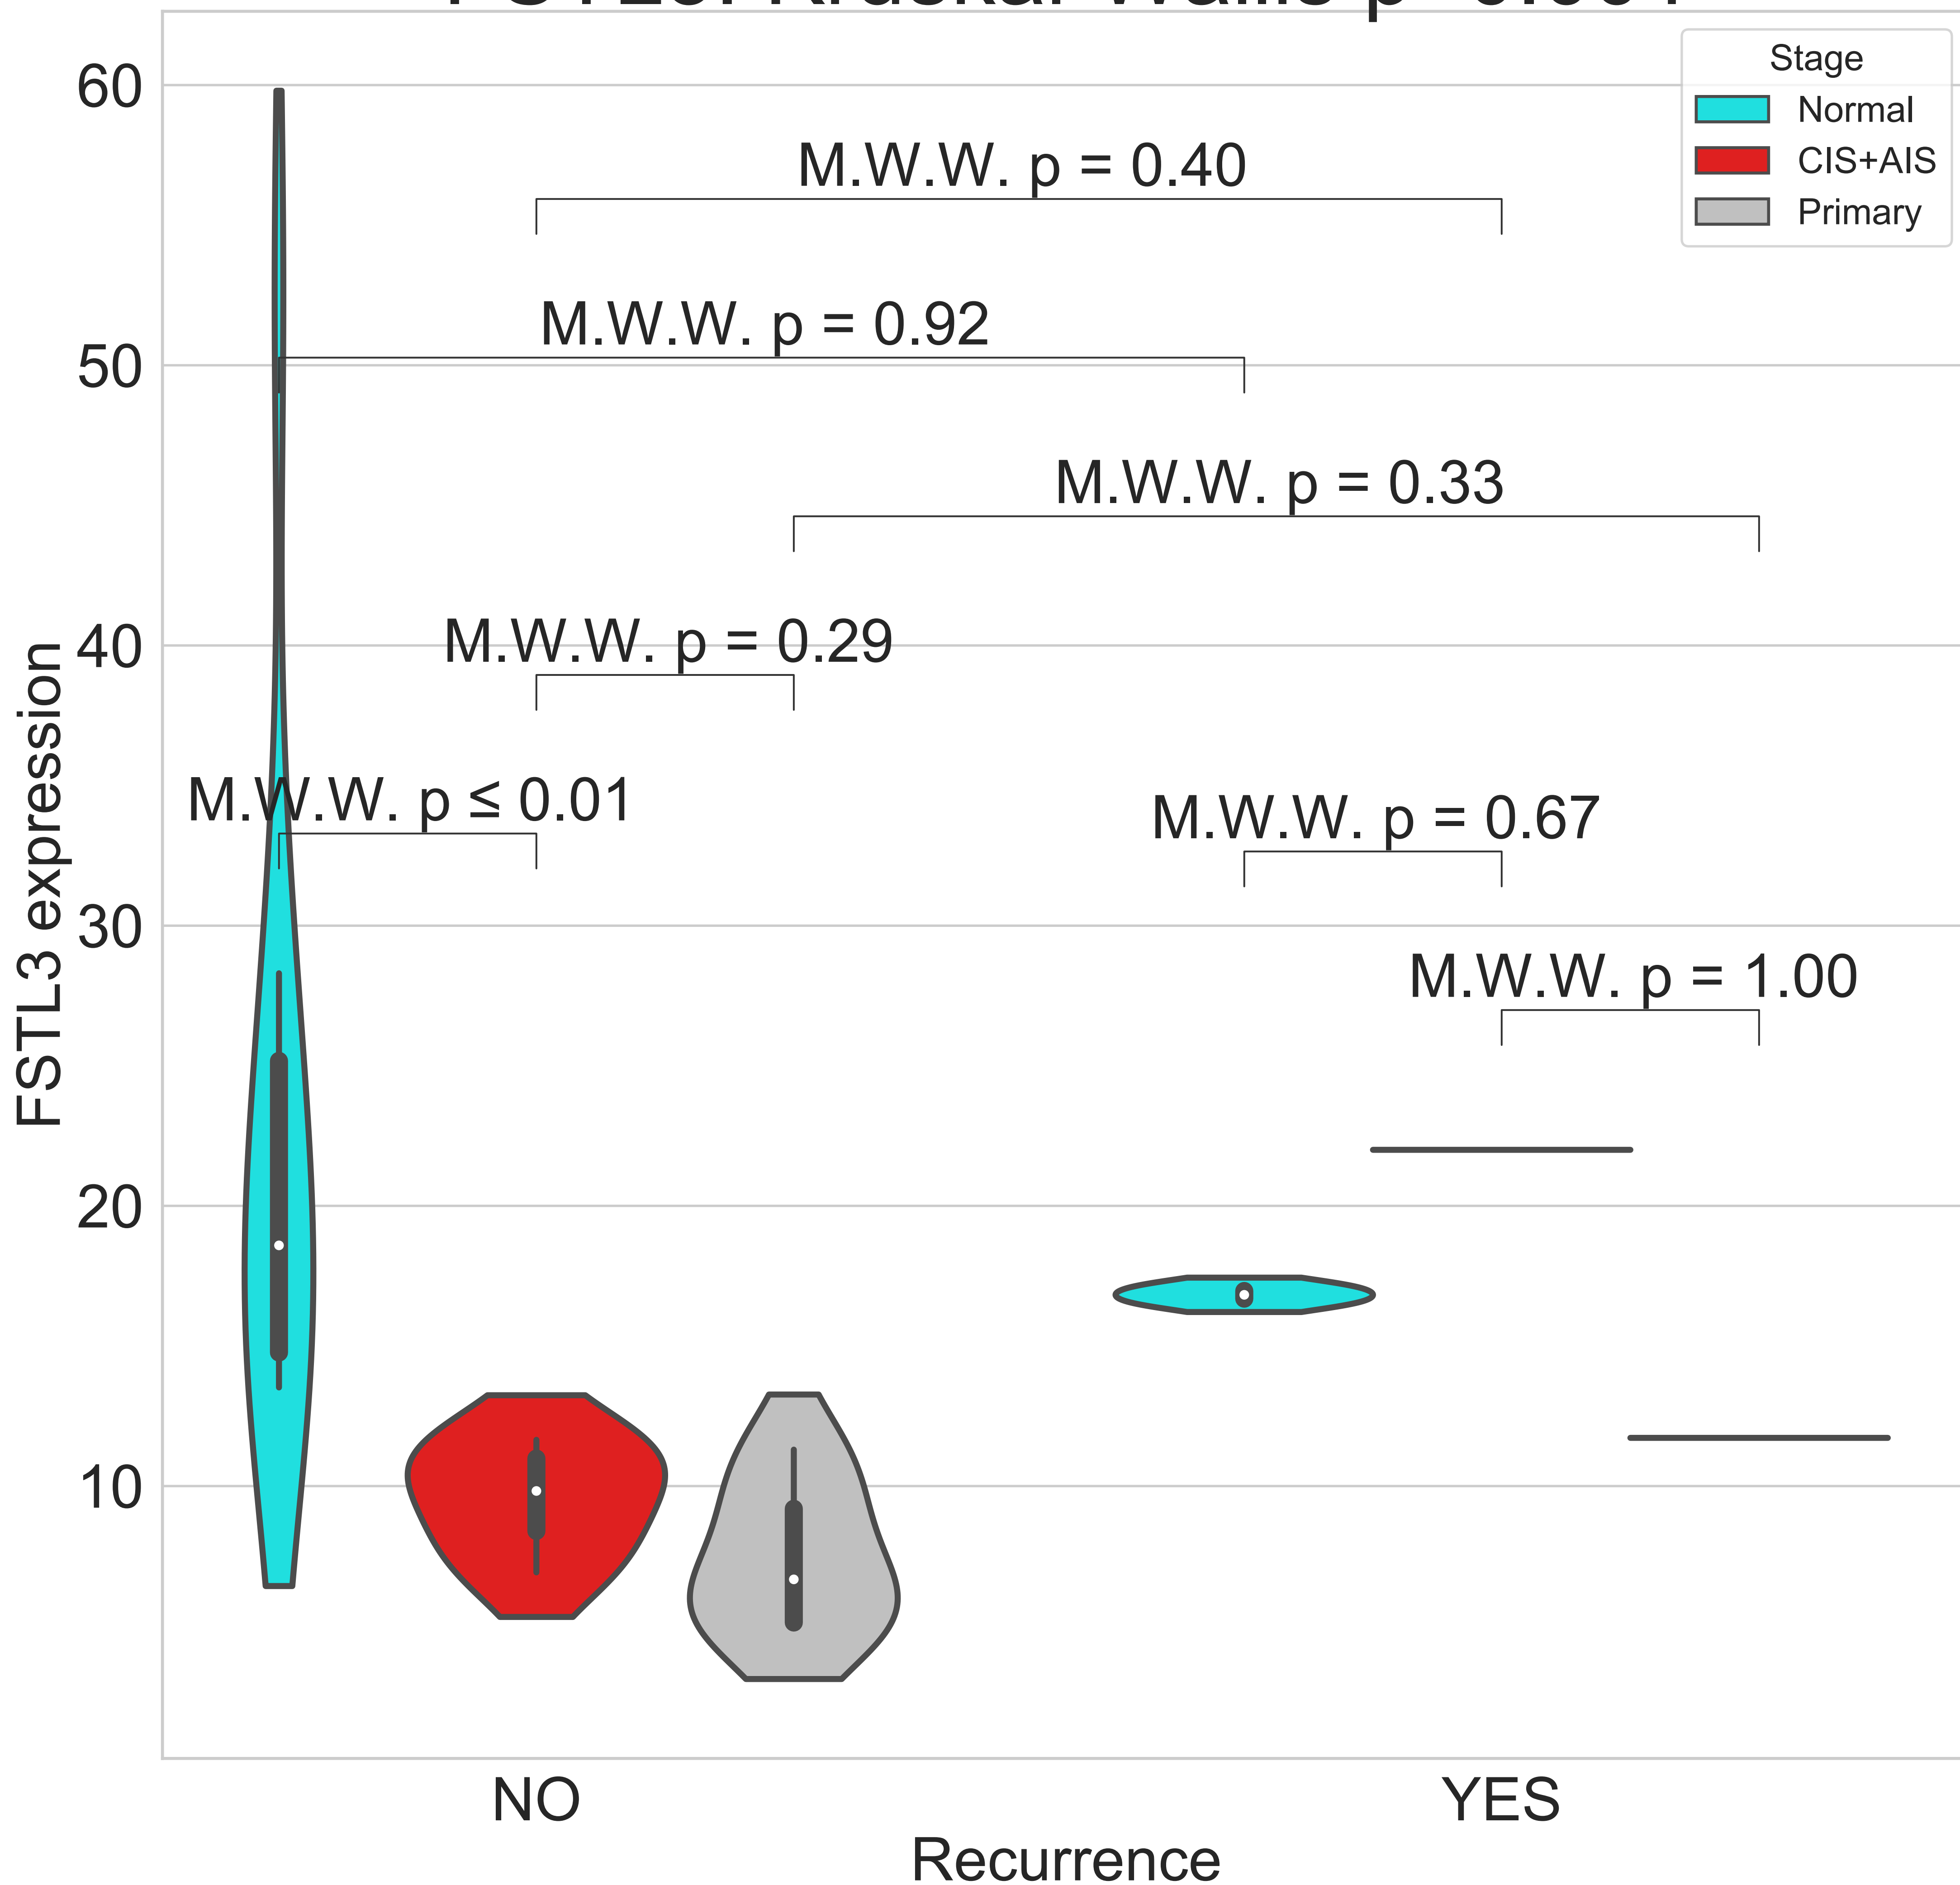 Stage
Normal
CIS+AIS
Primary
60
50
40
30
20
10
FSTL3 expression
M.W.W. p = 0.40
M.W.W. p = 0.92
M.W.W. p = 0.33
M.W.W. p = 0.29
M.W.W. p ≤ 0.01
M.W.W. p = 0.67
M.W.W. p = 1.00
NO
YES
Recurrence